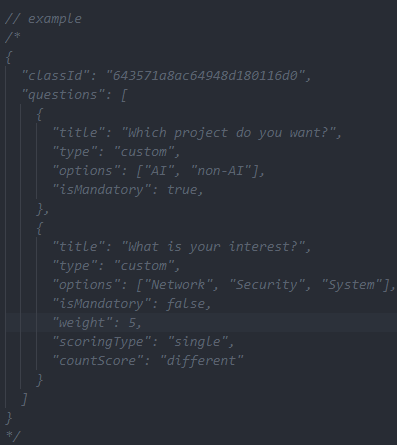 // example
/*
{
"classId": "643571a8ac64948d180116d0",
"questions": [
{
"title": "Which project do you want?",
"type": "custom",
"options": ["AI", "non-AI"],
"isMandatory": true,
},
{
"title": "What is your interest?",
"type": "custom",
"options": ["Network", "Security", "System"],
"isMandatory": false,
"weight": 5,
"scoringType": "single",
"countScore": "different"
}
]
}
*/